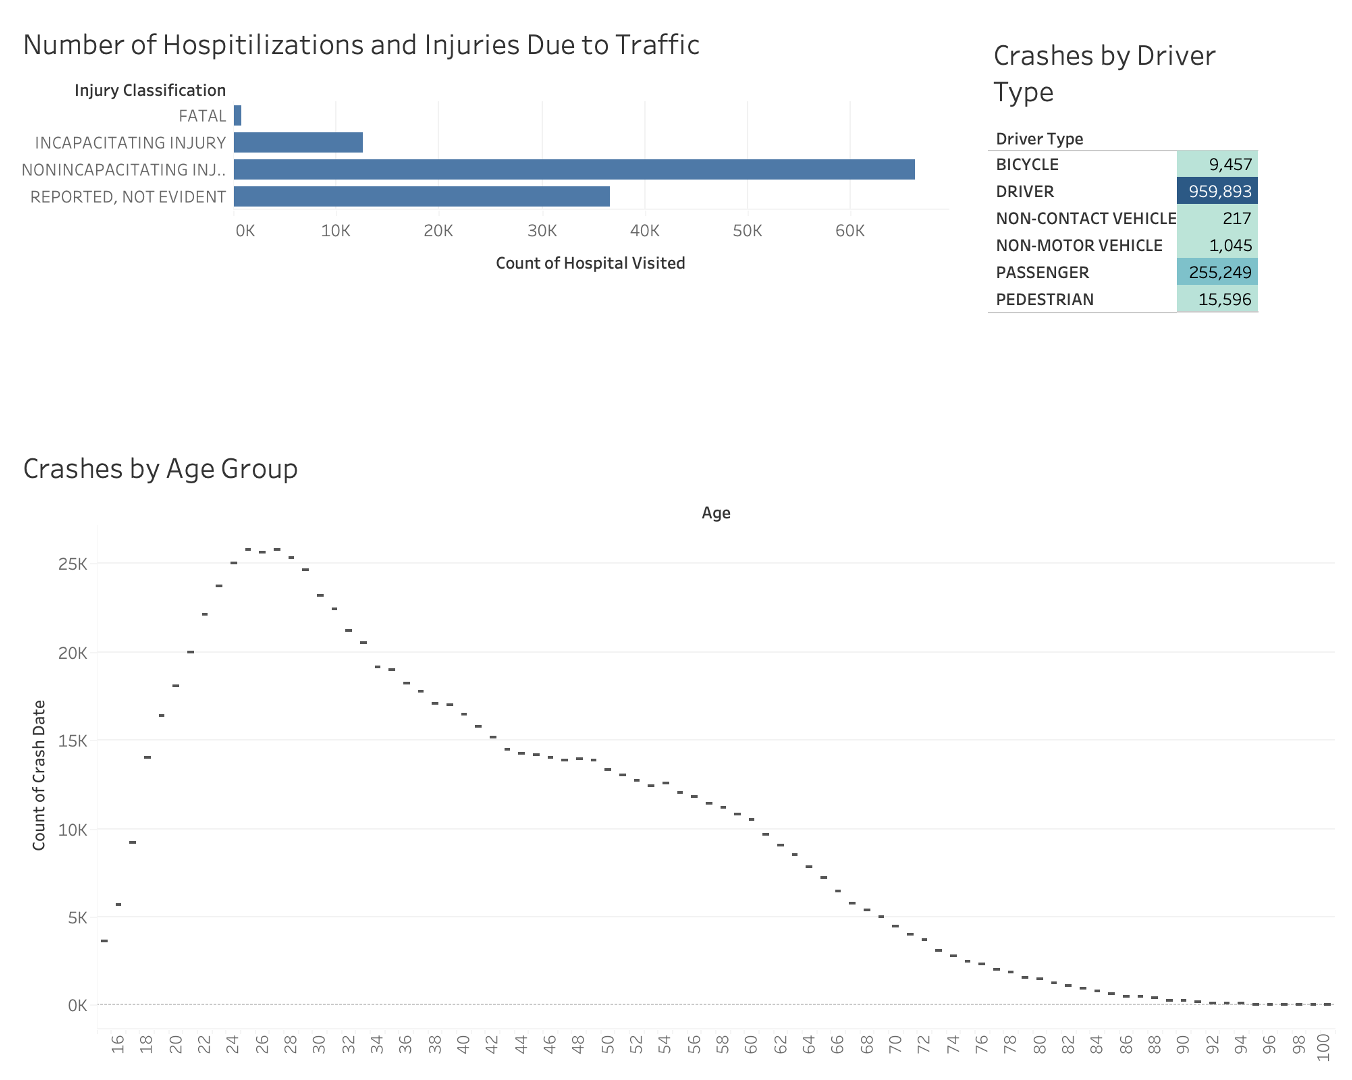 Number of Hospitilizations and Injuries Due to Traffic
Injury Classification
FATAL
INCAPACITATING INJURY
NONINCAPACITATING INJ..
REPORTED, NOT EVIDENT
0K 10K 20K 30K 40K 50K 60K
Count of Hospital Visited
Crashes by Driver
Type
Driver Type
BICYCLE 9,457
DRIVER 959,893
NON-CONTACT VEHICLE 217
NON-MOTOR VEHICLE 1,045
PASSENGER 255,249
PEDESTRIAN 15,596
Crashes by Age Group
Age
25K
20K
15K
10K
5K
0K
Count of Crash Date
16 18 20 22 24 26 28 30 32 34 36 38 40 42 44 46 48 50 52 54 56 58 60 62 64 66 68 70 72 74 76 78 80 82 84 86 88 90 92 94 96 98 100